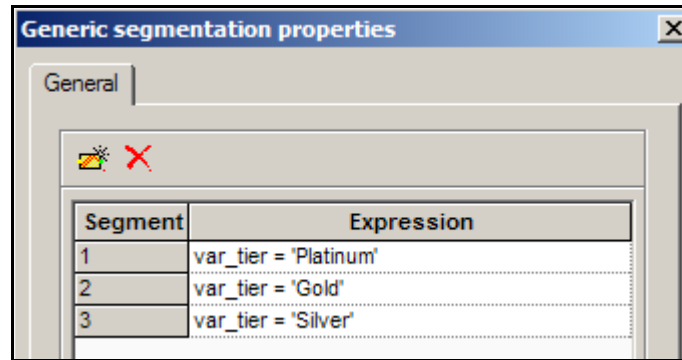 Generic segmentation properties
General
Segment Expression
1 var_tier = 'Platinum'
2 var_tier = 'Gold'
3 var_tier = 'Silver'